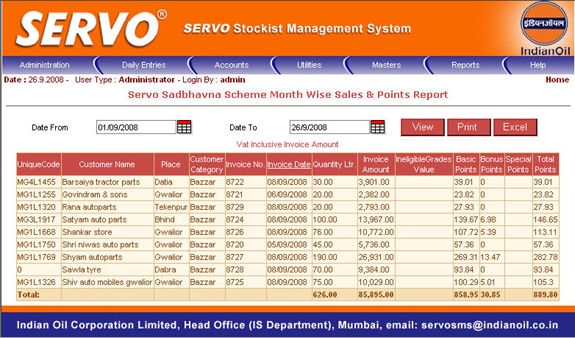 SERVO®
SERVO Stockist Management System
इंडियनऑयल
IndianOil
Administration Daily Entries Accounts Utilities Masters Reports Help
Date : 26.9.2008 - User Type : Administrator - Login By : admin Home
Servo Sadbhavna Scheme Month Wise Sales & Points Report
Date From 01/09/2008 Date To 26/9/2008 View Print Excel
Vat Inclusive Invoice Amount
UniqueCode Customer Name Place Customer Category Invoice No. Invoice Date Quantity Ltr. Invoice Amount IneligibleGrades Value Basic Points Bonus Points Special Points Total Points
MG4L1455 Barsaiya tractor parts Datia Bazzar 8722 08/09/2008 30.00 3,901.00 39.01 0 39.01
MG1L1255 Govindram & sons Gwalior Bazzar 8721 08/09/2008 20.00 2,382.00 23.82 0 23.82
MG1L1320 Rana autoparts Tekenpur Bazzar 8729 08/09/2008 20.00 2,793.00 27.93 0 27.93
MG3L1917 Satyam auto parts Bhind Bazzar 8724 08/09/2008 100.00 13,967.00 139.67 6.98 146.65
MG1L1668 Shankar store Gwalior Bazzar 8726 08/09/2008 76.00 10,772.00 107.72 5.39 113.11
MG1L1750 Shri niwas auto parts Gwalior Bazzar 8720 08/09/2008 45.00 5,736.00 57.36 0 57.36
MG1L1769 Shyam autoparts Gwalior Bazzar 8727 08/09/2008 190.00 26,931.00 269.31 13.47 282.78
0 Sawla tyre Dabra Bazzar 8728 08/09/2008 70.00 9,384.00 93.84 0 93.84
MG1L1326 Shiv auto mobiles gwalior Gwalior Bazzar 8725 08/09/2008 75.00 10,029.00 100.29 5.01 105.3
Total: 626.00 85,895.00 858.95 30.85 889.80
Indian Oil Corporation Limited, Head Office (IS Department), Mumbai, email: servosms@indianoil.co.in